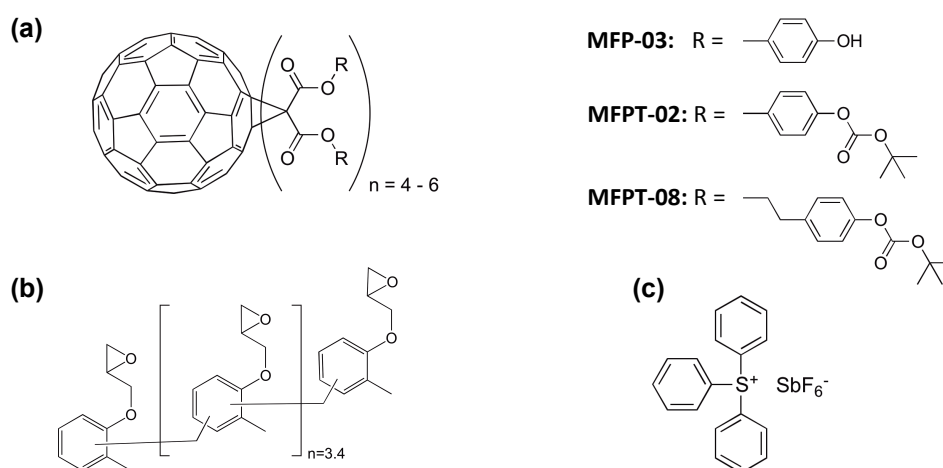 (a)
R
O
O
O
O
R
n = 4 - 6
MFP-03: R =
OH
MFPT-02: R =
O
O
O
MFPT-08: R =
O
O
O
(b)
O
O
O
O
O
O
n=3.4
(c)
S+ SbF6-